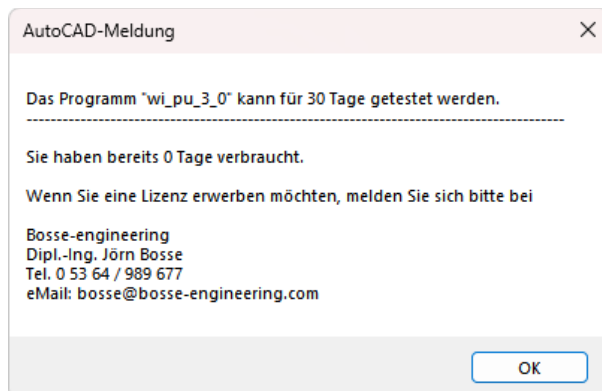 AutoCAD-Meldung
Das Programm "wi_pu_3_0" kann für 30 Tage getestet werden.
------------------------------------------------------------------------------------------
Sie haben bereits 0 Tage verbraucht.
Wenn Sie eine Lizenz erwerben möchten, melden Sie sich bitte bei
Bosse-engineering
Dipl.-Ing. Jörn Bosse
Tel. 0 53 64 / 989 677
eMail: bosse@bosse-engineering.com
OK